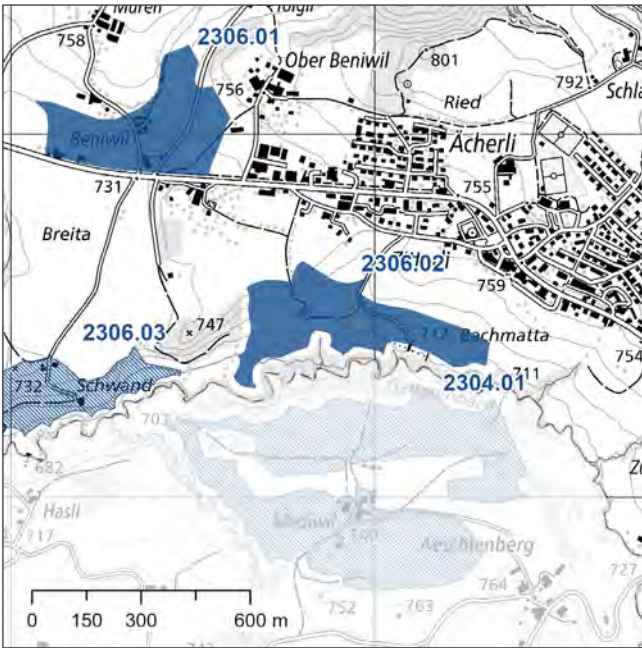 Muren
758
2306.01
Ober Beniwil
756
801
792
Ried
Ächerli
Beniwil
731
755
Breita
2306.02
759
2306.03
747
717
Bachmatta
754
732
Schwand
2304.01
711
703
682
Hasli
717
Aeschlenberg
727
764
752
763
0 150 300 450 600 m